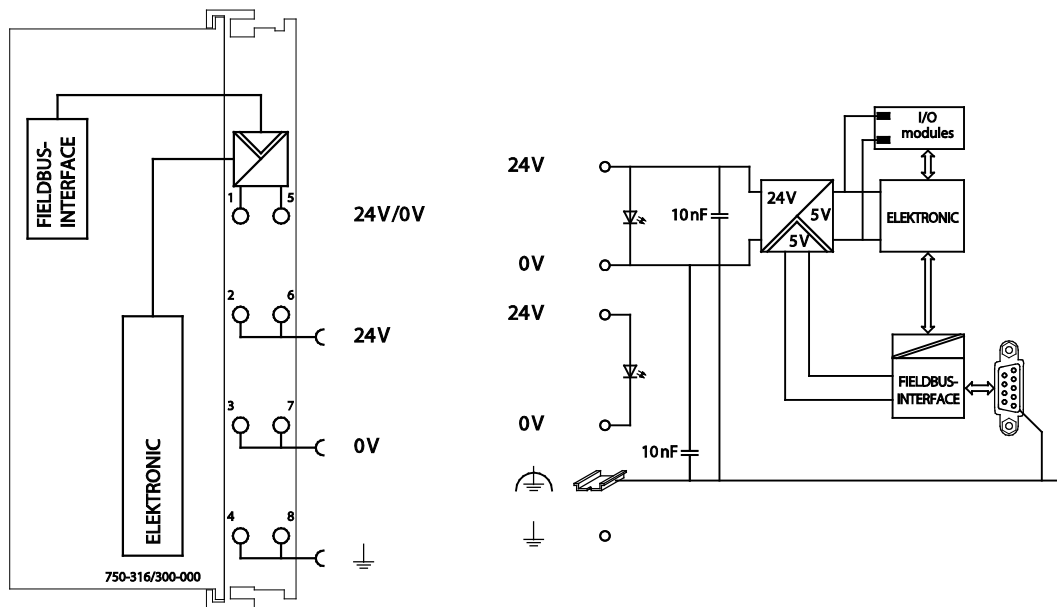 FIELDBUS-
INTERFACE
1
5
24V/0V
2
6
24V
3
7
0V
4
8
ELEKTRONIC
750-316/300-000
24V
0V
24V
0V
10nF
10nF
24V
5V
5V
I/O
modules
ELEKTRONIC
FIELDBUS-
INTERFACE